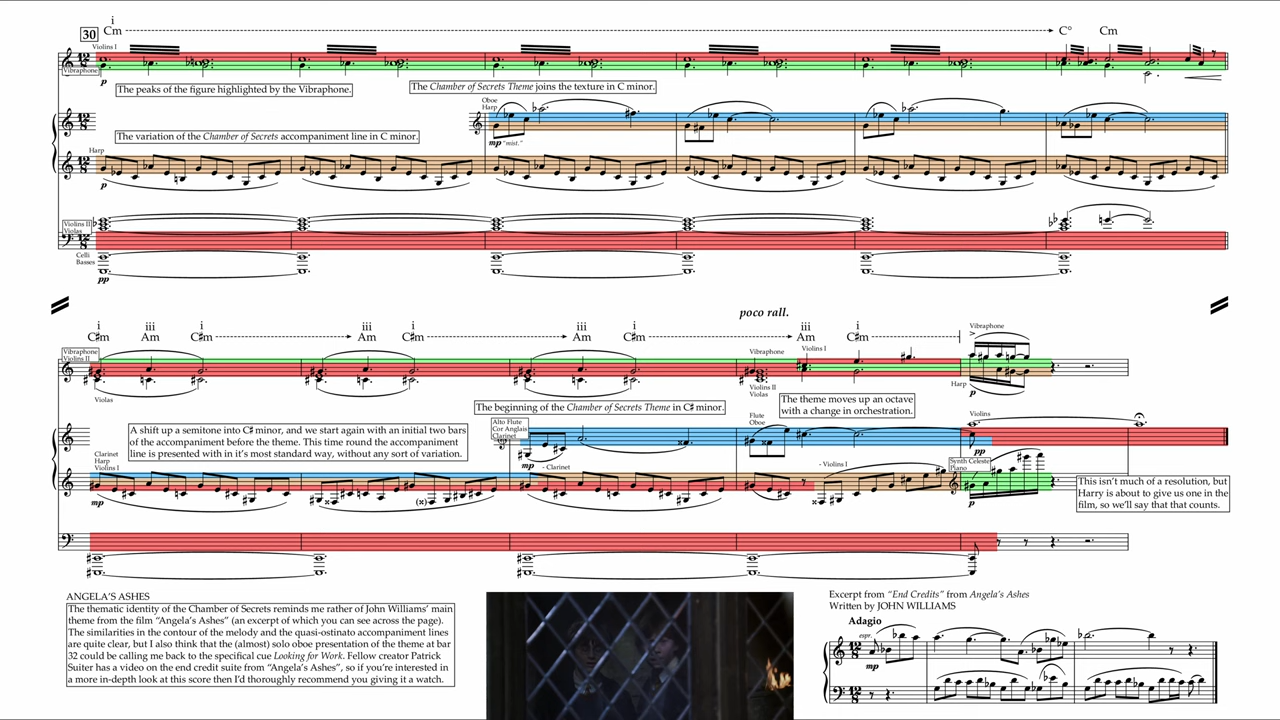 i
30 Cm C° Cm
Violins I
Vibraphone
12/8
p
The peaks of the figure highlighted by the Vibraphone.
The Chamber of Secrets Theme joins the texture in C minor.
Oboe
Harp
The variation of the Chamber of Secrets accompaniment line in C minor.
mp "mist."
Harp
12/8
p
Violins II
Violas
12/8
Celli
Basses
pp
poco rall.
i iii i iii i iii i iii i
C♯m Am C♯m Am C♯m Am C♯m Am C♯m
Vibraphone
Violins II
Violas
Vibraphone
Violins I
Violins II
Violas
Vibraphone
Harp
p
The beginning of the Chamber of Secrets Theme in C♯ minor.
The theme moves up an octave
with a change in orchestration.
A shift up a semitone into C♯ minor, and we start again with an initial two bars
of the accompaniment before the theme. This time round the accompaniment
line is presented with in it's most standard way, without any sort of variation.
Alto Flute
Cor Anglais
Clarinet
mp
Flute
Oboe
Violins
pp
Clarinet
Harp
Violins I
mp
- Clarinet
- Violins I
Synth Celeste
Piano
p
This isn't much of a resolution, but
Harry is about to give us one in the
film, so we'll say that that counts.
ANGELA'S ASHES
The thematic identity of the Chamber of Secrets reminds me rather of John Williams' main
theme from the film "Angela's Ashes" (an excerpt of which you can see across the page).
The similarities in the contour of the melody and the quasi-ostinato accompaniment lines
are quite clear, but I also think that the (almost) solo oboe presentation of the theme at bar
32 could be calling me back to the specific cue Looking for Work. Fellow creator Patrick
Suiter has a video on the end credit suite from "Angela's Ashes", so if you're interested in
a more in-depth look at this score then I'd thoroughly recommend you giving it a watch.
Excerpt from "End Credits" from Angela's Ashes
Written by JOHN WILLIAMS
Adagio
espr.
12/8
mp
12/8